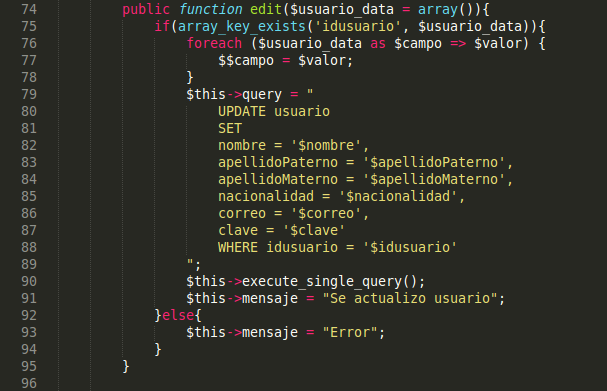 74 public function edit($usuario_data = array()){
75 if(array_key_exists('idusuario', $usuario_data)){
76 foreach ($usuario_data as $campo => $valor) {
77 $$campo = $valor;
78 }
79 $this->query = "
80 UPDATE usuario
81 SET
82 nombre = '$nombre',
83 apellidoPaterno = '$apellidoPaterno',
84 apellidoMaterno = '$apellidoMaterno',
85 nacionalidad = '$nacionalidad',
86 correo = '$correo',
87 clave = '$clave'
88 WHERE idusuario = '$idusuario'
89 ";
90 $this->execute_single_query();
91 $this->mensaje = "Se actualizo usuario";
92 }else{
93 $this->mensaje = "Error";
94 }
95 }
96